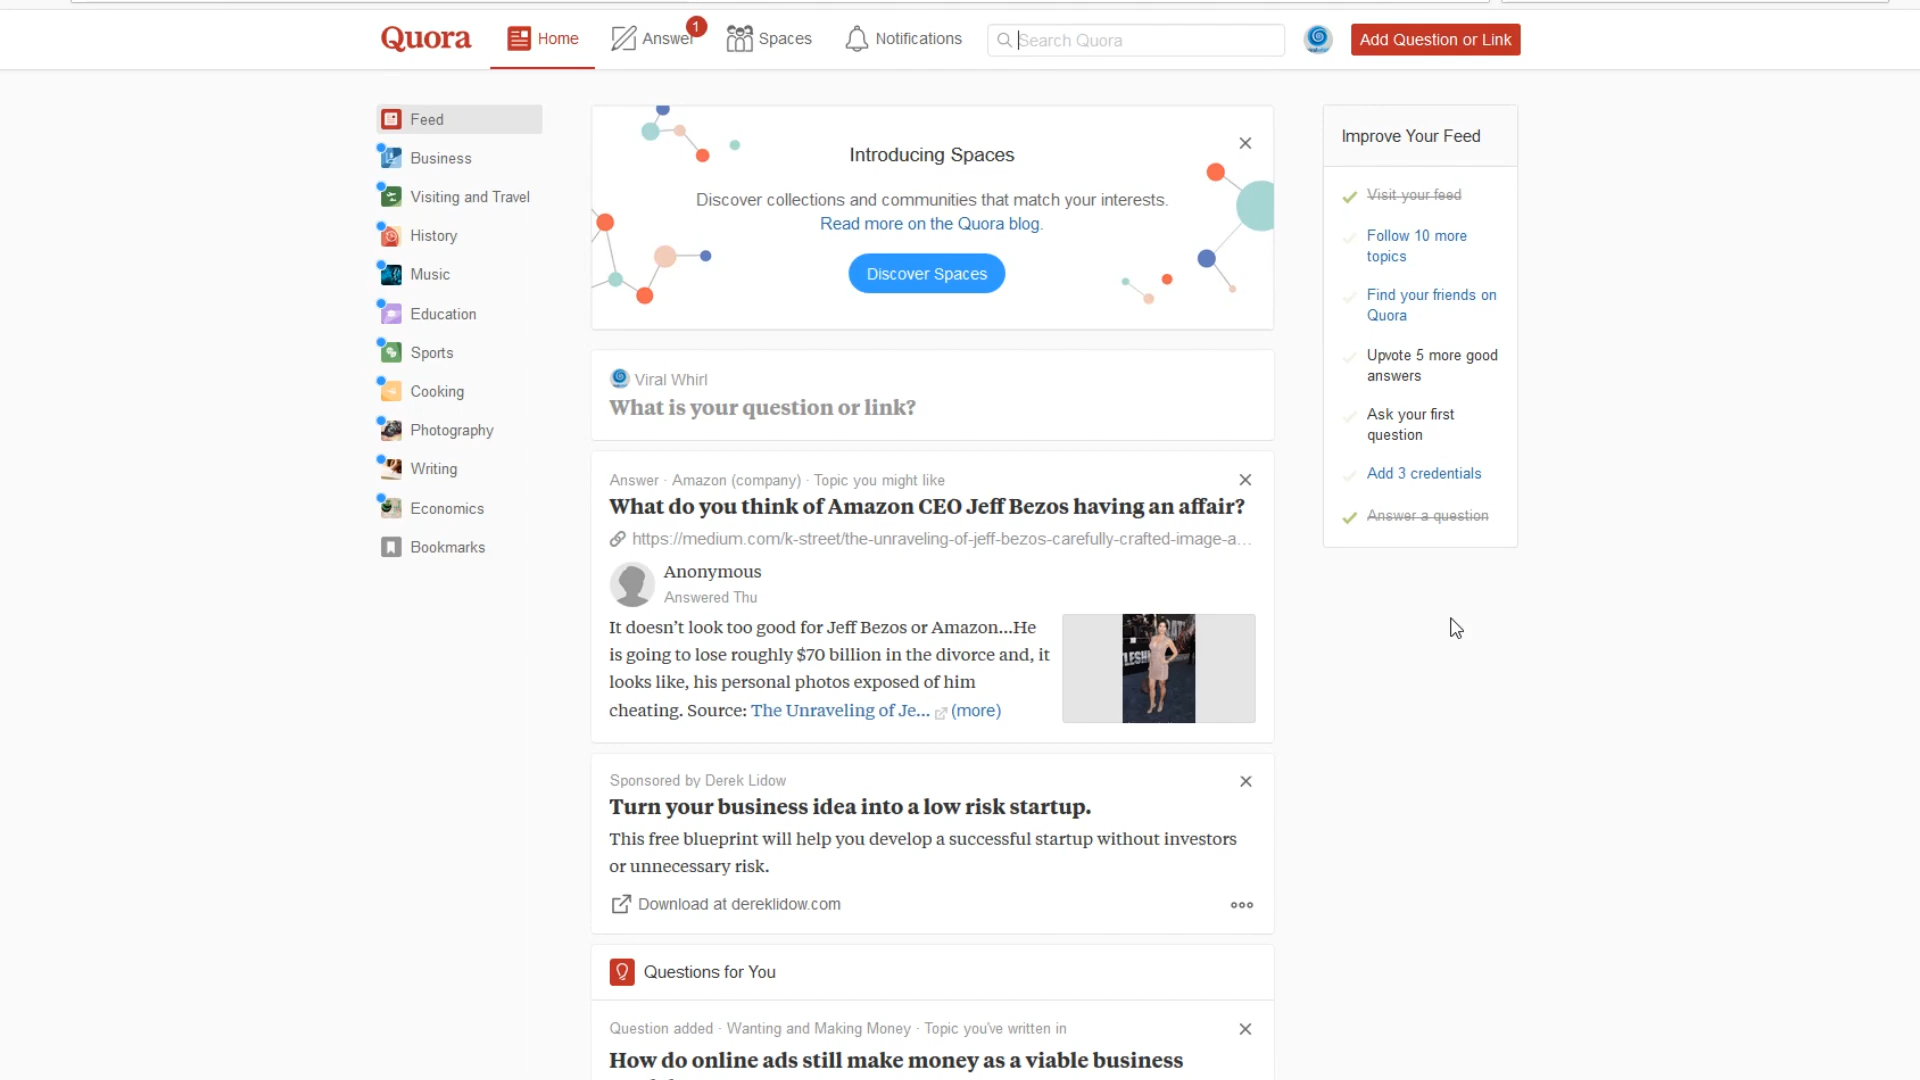 Quora
Home
Answer
1
Spaces
Notifications
Search Quora
Add Question or Link
Feed
Business
Visiting and Travel
History
Music
Education
Sports
Cooking
Photography
Writing
Economics
Bookmarks
Introducing Spaces
Discover collections and communities that match your interests.
Read more on the Quora blog.
Discover Spaces
Viral Whirl
What is your question or link?
Answer · Amazon (company) · Topic you might like
What do you think of Amazon CEO Jeff Bezos having an affair?
https://medium.com/k-street/the-unraveling-of-jeff-bezos-carefully-crafted-image-a...
Anonymous
Answered Thu
It doesn't look too good for Jeff Bezos or Amazon...He
is going to lose roughly $70 billion in the divorce and, it
looks like, his personal photos exposed of him
cheating. Source: The Unraveling of Je... (more)
Sponsored by Derek Lidow
Turn your business idea into a low risk startup.
This free blueprint will help you develop a successful startup without investors
or unnecessary risk.
Download at dereklidow.com
Questions for You
Question added · Wanting and Making Money · Topic you've written in
How do online ads still make money as a viable business
Improve Your Feed
Visit your feed
Follow 10 more
topics
Find your friends on
Quora
Upvote 5 more good
answers
Ask your first
question
Add 3 credentials
Answer a question